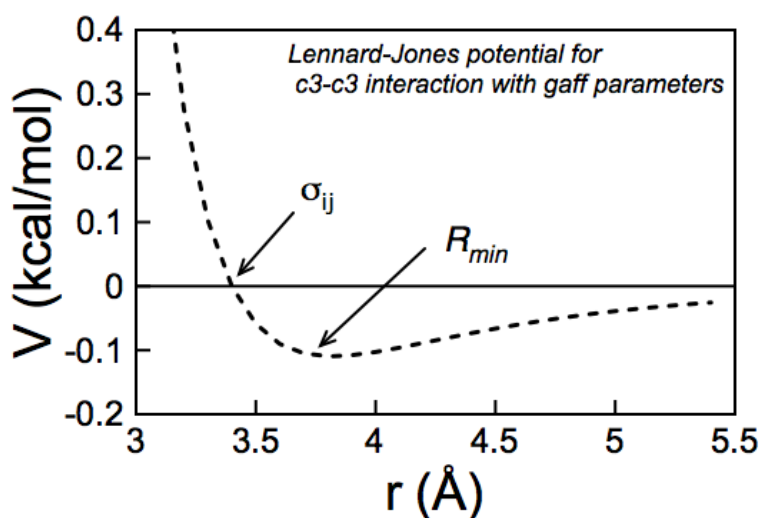 Lennard-Jones potential for
c3-c3 interaction with gaff parameters
V (kcal/mol)
0.4
0.3
0.2
0.1
0
-0.1
-0.2
σij
Rmin
3 3.5 4 4.5 5 5.5
r (Å)